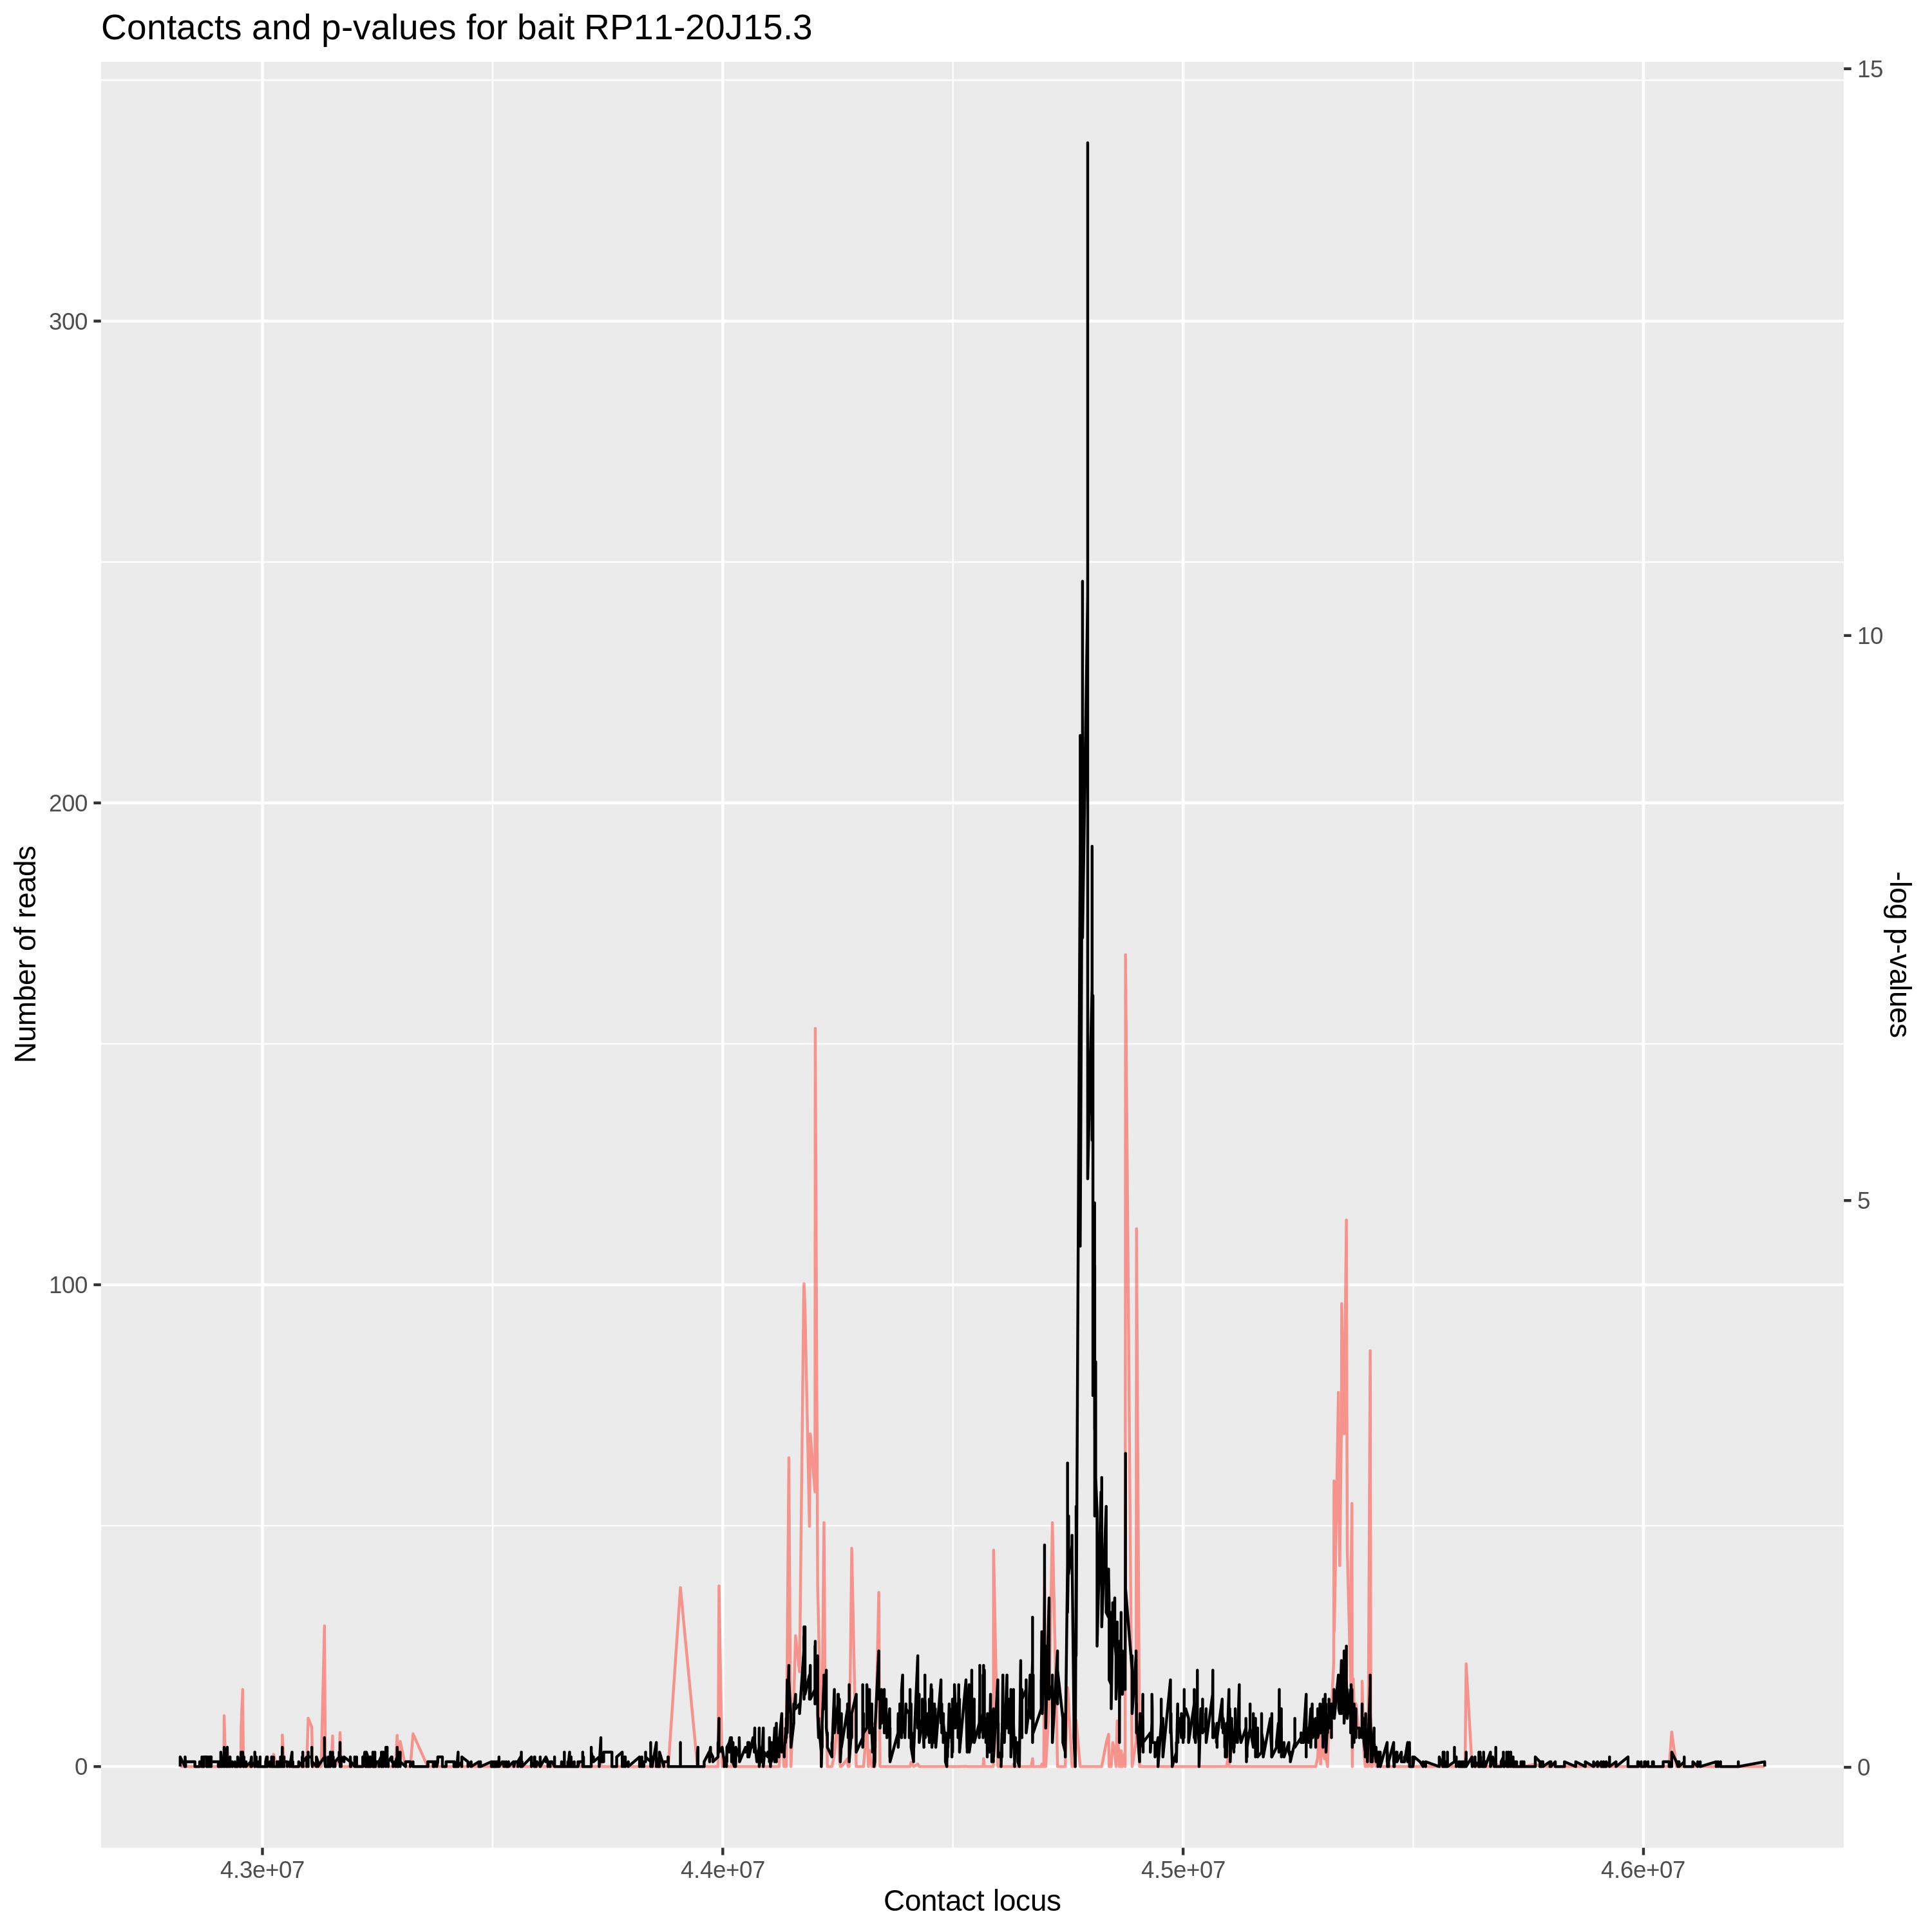 Contacts and p-values for bait RP11-20J15.3
15
300
10
200
Number of reads
-log p-values
5
100
0
0
4.3e+07
4.4e+07
4.5e+07
4.6e+07
Contact locus